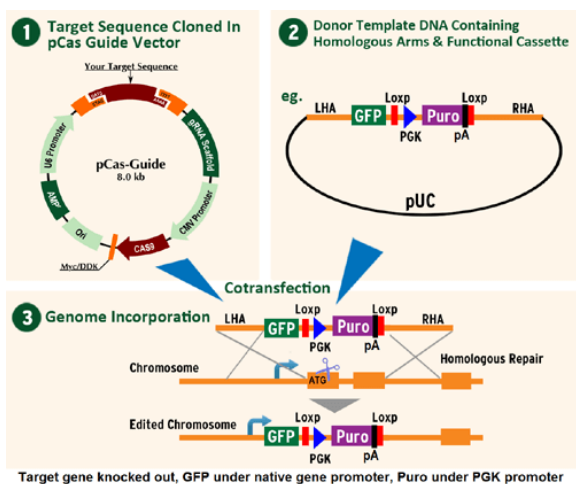 1 Target Sequence Cloned In
pCas Guide Vector
Your Target Sequence
U6 Promoter
gRNA Scaffold
pCas-Guide
8.0 kb
AMPr
CMV Promoter
Ori
CAS9
Myc/DDK
2 Donor Template DNA Containing
Homologous Arms & Functional Cassette
eg.
Loxp Loxp
LHA GFP Puro RHA
PGK pA
pUC
Cotransfection
3 Genome Incorporation
Loxp Loxp
LHA GFP Puro RHA
PGK pA
Chromosome ATG Homologous Repair
Loxp Loxp
Edited Chromosome GFP Puro
PGK pA
Target gene knocked out, GFP under native gene promoter, Puro under PGK promoter